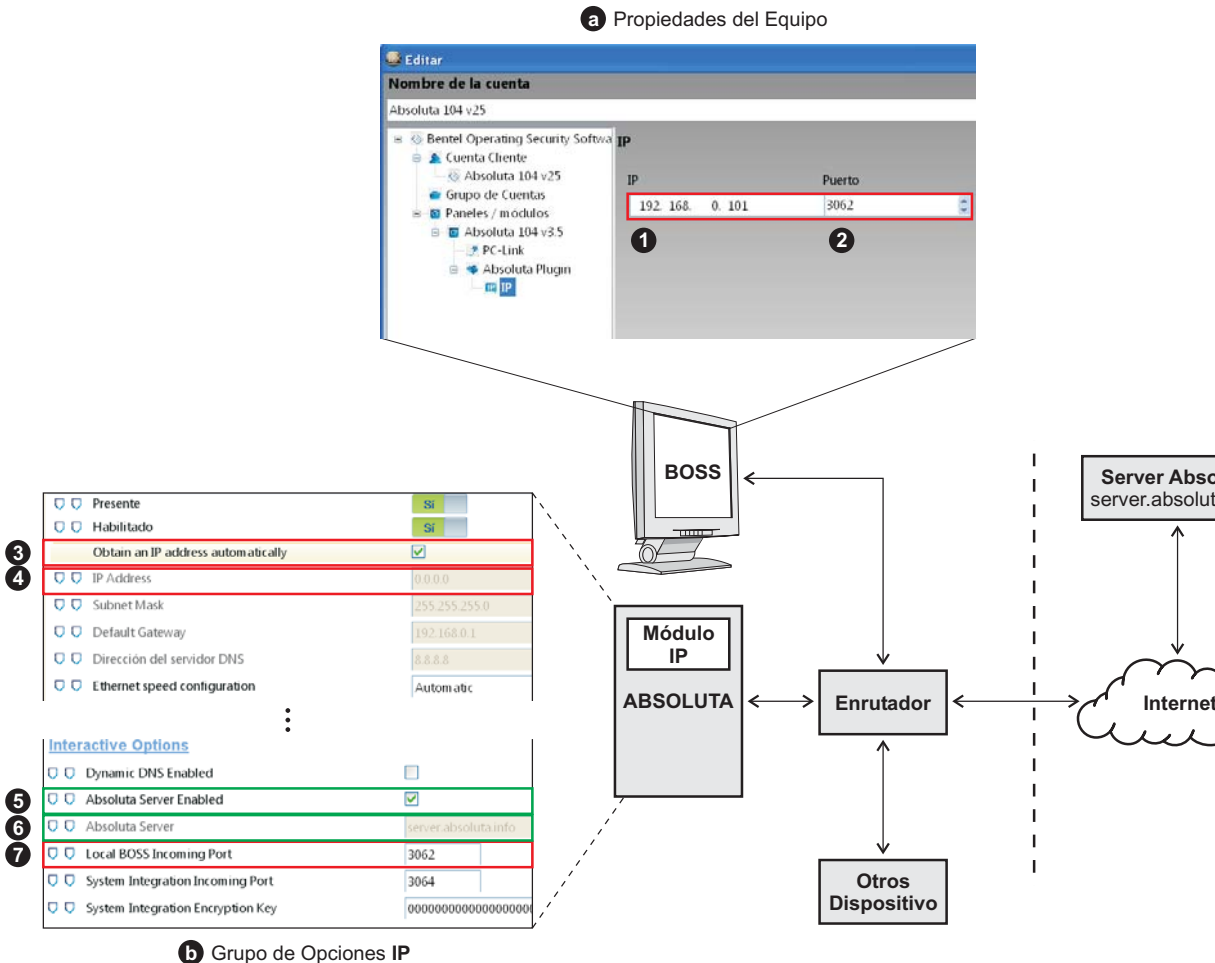 a Propiedades del Equipo
Editar
Nombre de la cuenta
Absoluta 104 v25
Bentel Operating Security Softwa
Cuenta Cliente
Absoluta 104 v25
Grupo de Cuentas
Paneles / módulos
Absoluta 104 v3.5
PC-Link
Absoluta Plugin
IP
IP
IP Puerto
192. 168. 0. 101 3062
1 2
BOSS
Server Abso
server.absolut
3 4
Presente Sí
Habilitado Sí
Obtain an IP address automatically
IP Address 0.0.0.0
Subnet Mask 255.255.255.0
Default Gateway 192.168.0.1
Dirección del servidor DNS 8.8.8.8
Ethernet speed configuration Automatic
Módulo
IP
ABSOLUTA
Enrutador
Internet
Interactive Options
Dynamic DNS Enabled
5 Absoluta Server Enabled
6 Absoluta Server server.absoluta.info
7 Local BOSS Incoming Port 3062
System Integration Incoming Port 3064
System Integration Encryption Key 00000000000000000
Otros
Dispositivo
b Grupo de Opciones IP